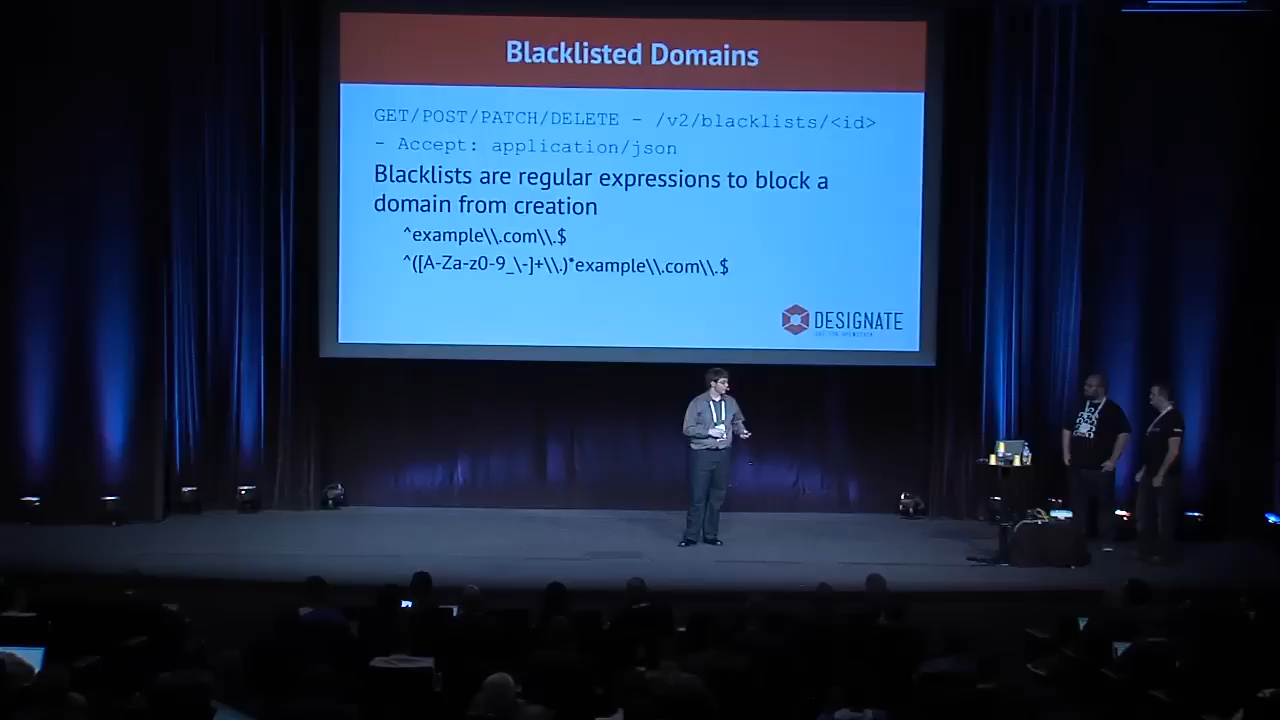 Blacklisted Domains
GET/POST/PATCH/DELETE - /v2/blacklists/<id>
- Accept: application/json
Blacklists are regular expressions to block a
domain from creation
^example\\.com\\.$
^([A-Za-z0-9_\-]+\\.)*example\\.com\\.$
DESIGNATE